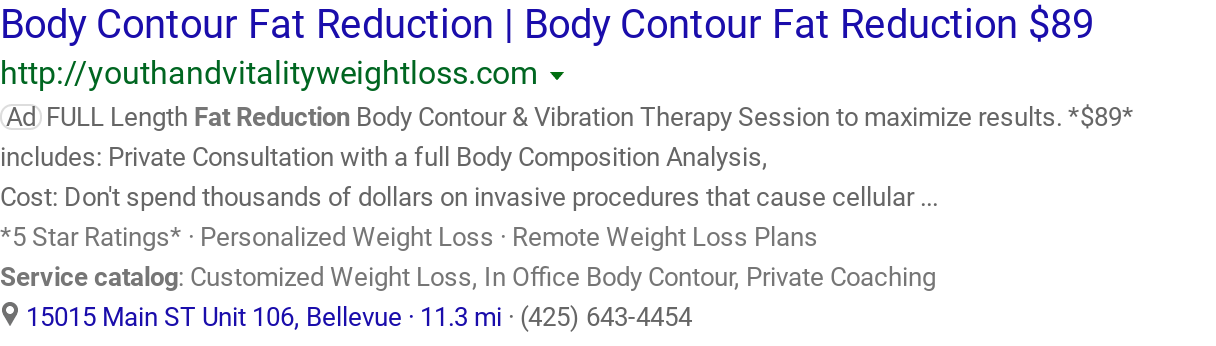 Body Contour Fat Reduction | Body Contour Fat Reduction $89
http://youthandvitalityweightloss.com
Ad FULL Length Fat Reduction Body Contour & Vibration Therapy Session to maximize results. *$89*
includes: Private Consultation with a full Body Composition Analysis,
Cost: Don't spend thousands of dollars on invasive procedures that cause cellular ...
*5 Star Ratings* · Personalized Weight Loss · Remote Weight Loss Plans
Service catalog: Customized Weight Loss, In Office Body Contour, Private Coaching
15015 Main ST Unit 106, Bellevue · 11.3 mi · (425) 643-4454